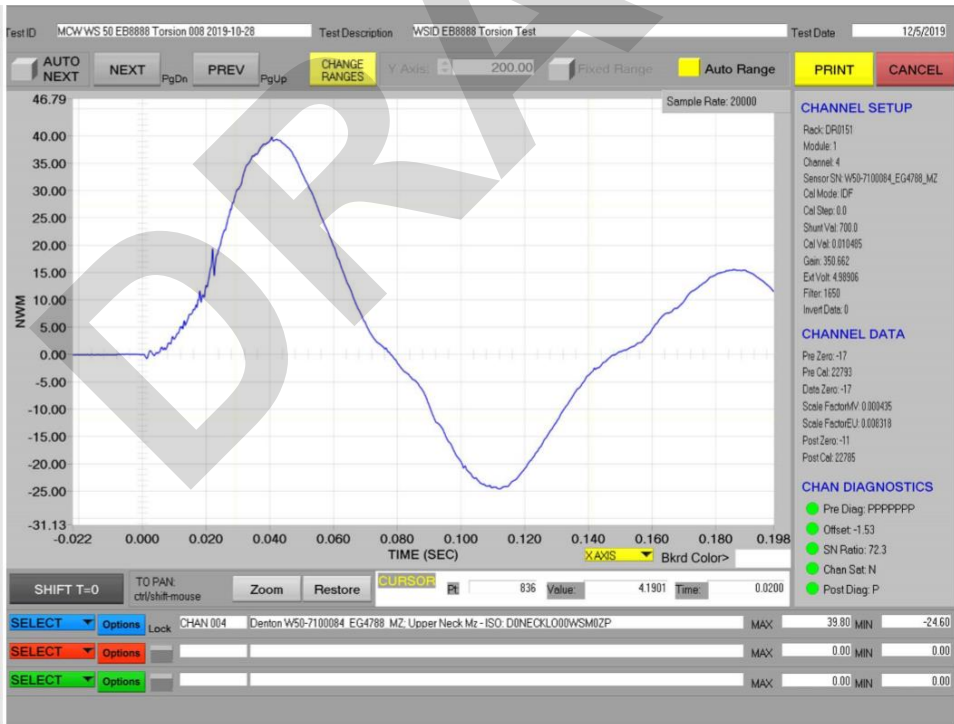 Test ID MCW WS 50 EB8888 Torsion 008 2019-10-28 Test Description WSID EB8888 Torsion Test Test Date 12/5/2019
AUTO NEXT NEXT PgDn PREV PgUp CHANGE RANGES Y Axis: 200.00 Fixed Range Auto Range PRINT CANCEL
Sample Rate: 20000
46.79
40.00
35.00
30.00
25.00
20.00
15.00
10.00
5.00
0.00
-5.00
-10.00
-15.00
-20.00
-25.00
-31.13
NWM
-0.022 0.000 0.020 0.040 0.060 0.080 0.100 0.120 0.140 0.160 0.180 0.198
TIME (SEC)
X AXIS Bkrd Color>
CHANNEL SETUP
Rack: DR0151
Module: 1
Channel: 4
Sensor SN: W50-7100084_EG4788_MZ
Cal Mode: IDF
Cal Step: 0.0
Shunt Val: 700.0
Cal Val: 0.010485
Gain: 350.662
Ext Volt: 4.98906
Filter: 1650
Invert Data: 0
CHANNEL DATA
Pre Zero: -17
Pre Cal: 22793
Data Zero: -17
Scale FactorMV: 0.000435
Scale FactorEU: 0.008318
Post Zero: -11
Post Cal: 22785
CHAN DIAGNOSTICS
Pre Diag: PPPPPPP
Offset: -1.53
SN Ratio: 72.3
Chan Sat: N
Post Diag: P
SHIFT T=0 TO PAN: ctrl/shift-mouse Zoom Restore CURSOR Pt: 836 Value: 4.1901 Time: 0.0200
SELECT Options Lock CHAN 004 Denton W50-7100084_EG4788_MZ; Upper Neck Mz - ISO: D0NECKLO00WSM0ZP MAX 39.80 MIN -24.60
SELECT Options MAX 0.00 MIN 0.00
SELECT Options MAX 0.00 MIN 0.00
DRA